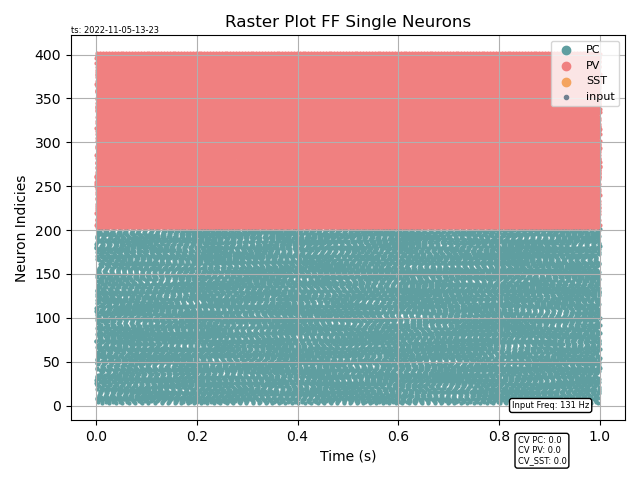 Raster Plot FF Single Neurons
ts: 2022-11-05-13-23
PC
PV
SST
input
400
350
300
250
200
150
100
50
0
Neuron Indicies
Input Freq: 131 Hz
0.0 0.2 0.4 0.6 0.8 1.0
Time (s)
CV PC: 0.0
CV PV: 0.0
CV_SST: 0.0